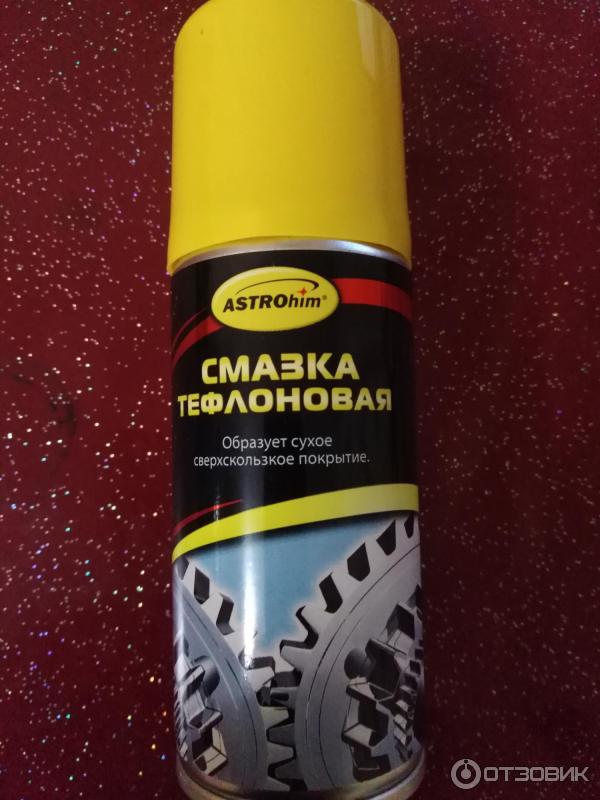 ASTROhim®
СМАЗКА
ТЕФЛОНОВАЯ
Образует сухое
сверхскользкое покрытие.
ОТЗОВИК